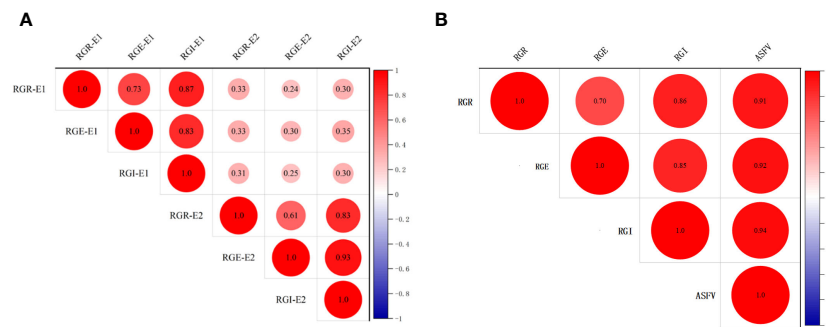 A
RGR-E1 RGE-E1 RGI-E1 RGR-E2 RGE-E2 RGI-E2
RGR-E1 1.0 0.73 0.87 0.33 0.24 0.30
RGE-E1 1.0 0.83 0.33 0.30 0.35
RGI-E1 1.0 0.31 0.25 0.30
RGR-E2 1.0 0.61 0.83
RGE-E2 1.0 0.93
RGI-E2 1.0
1
0.8
0.6
0.4
0.2
0
-0.2
-0.4
-0.6
-0.8
-1
B
RGR RGE RGI ASFV
RGR 1.0 0.70 0.86 0.91
RGE 1.0 0.85 0.92
RGI 1.0 0.94
ASFV 1.0